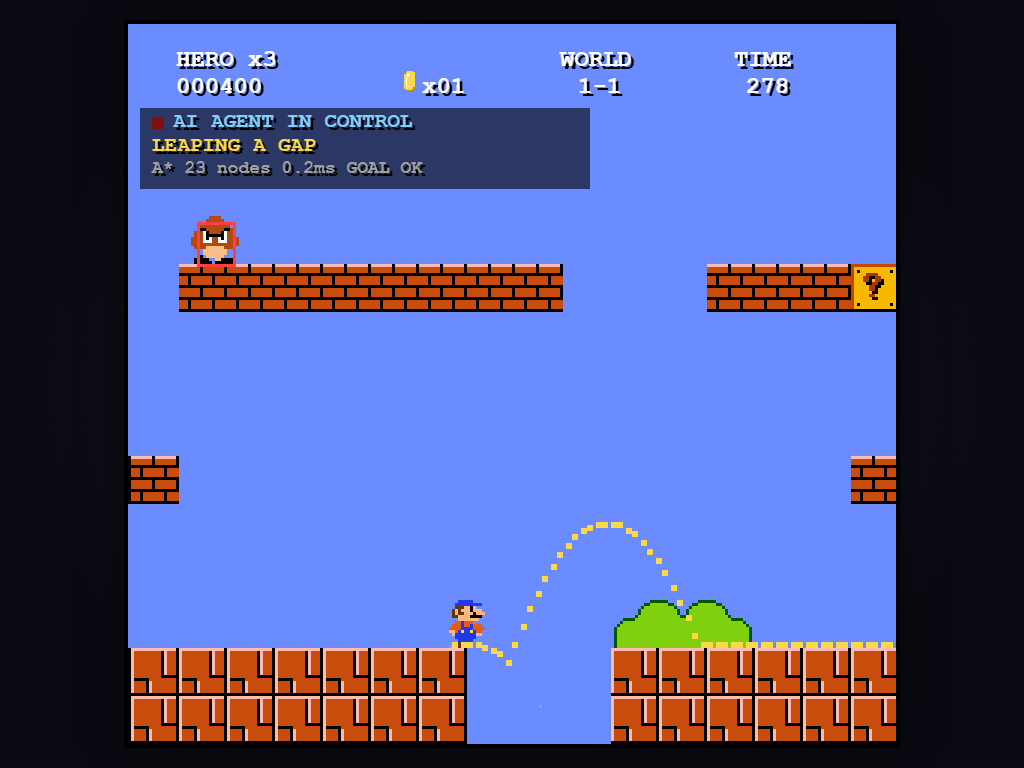 HERO x3 WORLD TIME
000400 x01 1-1 278
AI AGENT IN CONTROL
LEAPING A GAP
A* 23 nodes 0.2ms GOAL OK
?